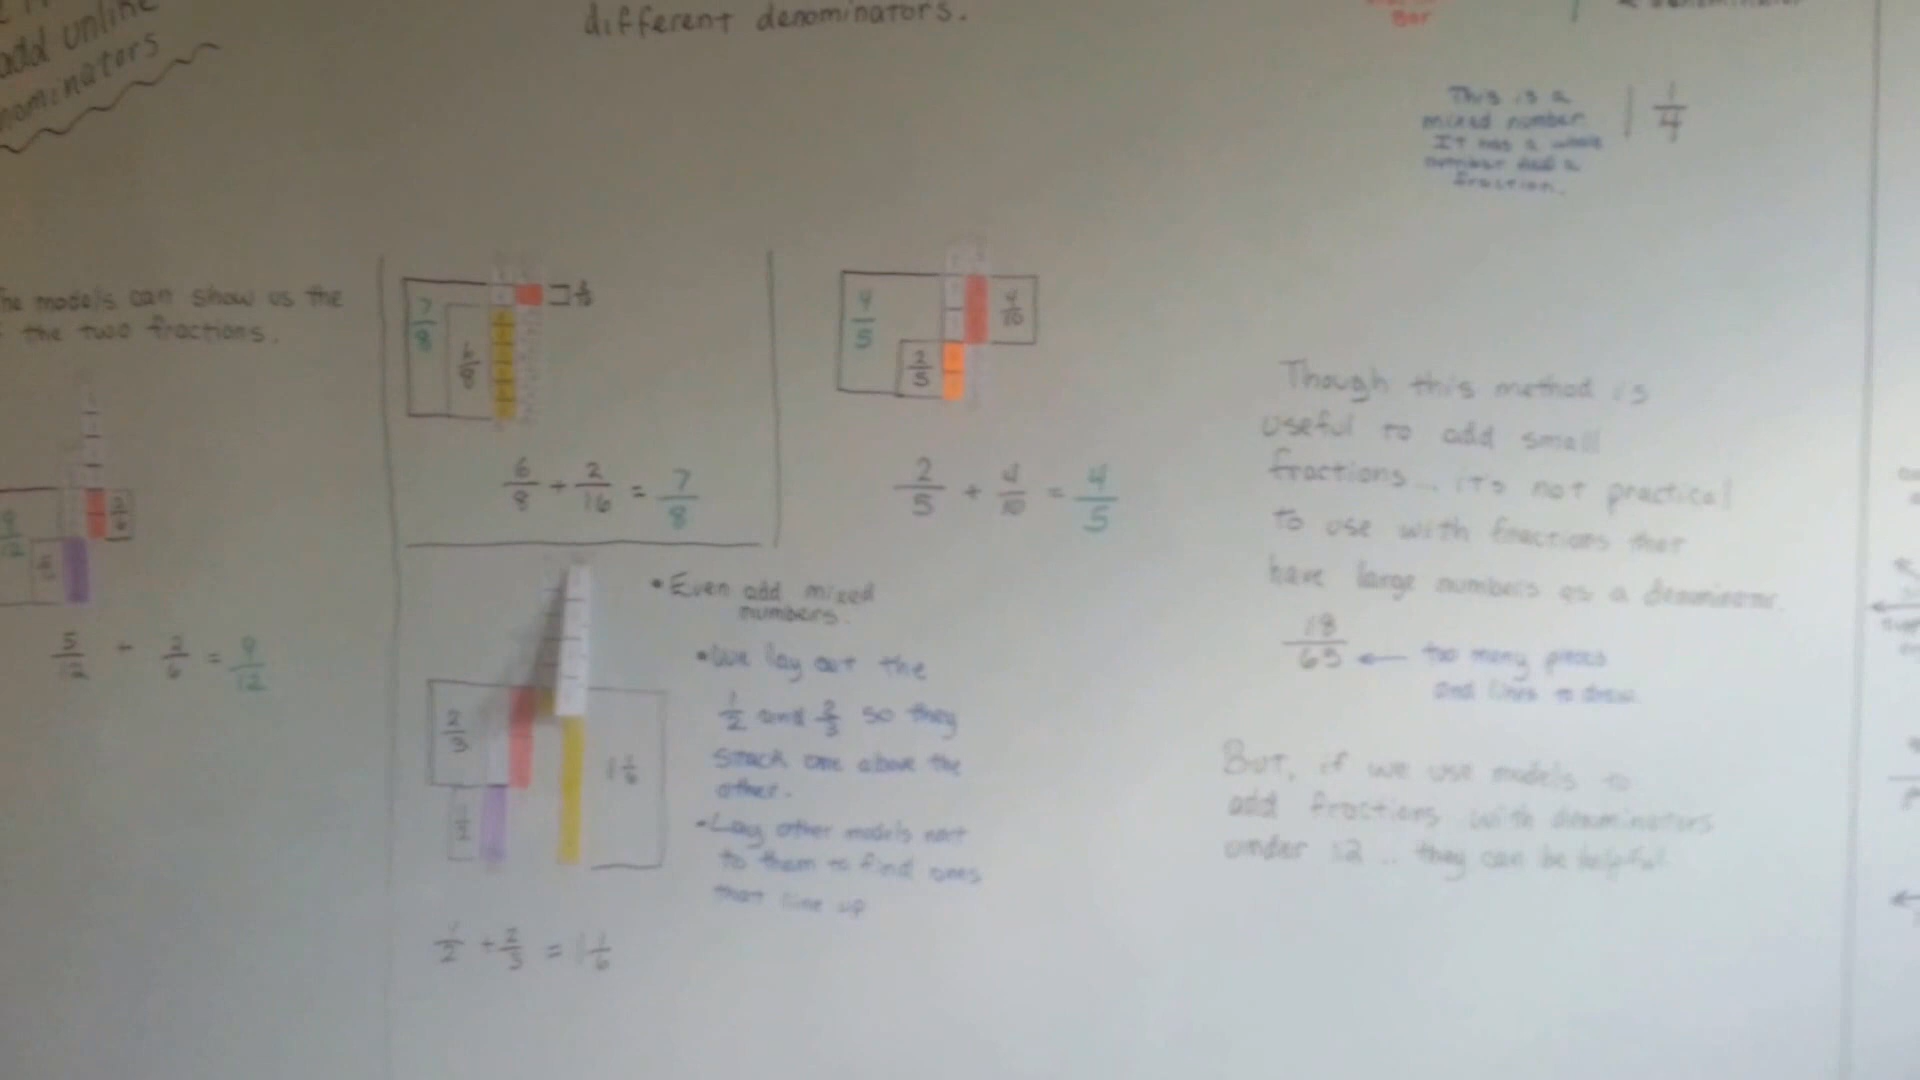 add unlike
nominators
different denominators.
Bar
This is a
mixed number.
It has a whole
number and a
fraction.
1 1/4
he models can show us the
the two fractions.
5/12 + 2/6 = 9/12
7/8
6/8
6/8 + 2/16 = 7/8
4/5
2/5
4/10
2/5 + 4/10 = 4/5
• Even add mixed
numbers.
• We lay out the
1/2 and 2/3 so they
stack one above the
other.
• Lay other models next
to them to find ones
that line up
2/3
1/2
1 1/6
1/2 + 2/3 = 1 1/6
Though this method is
useful to add small
fractions... it's not practical
to use with fractions that
have large numbers as a denominator.
18/65 ← too many pieces
and lines to draw.
But, if we use models to
add fractions with denominators
under 12 .. they can be helpful